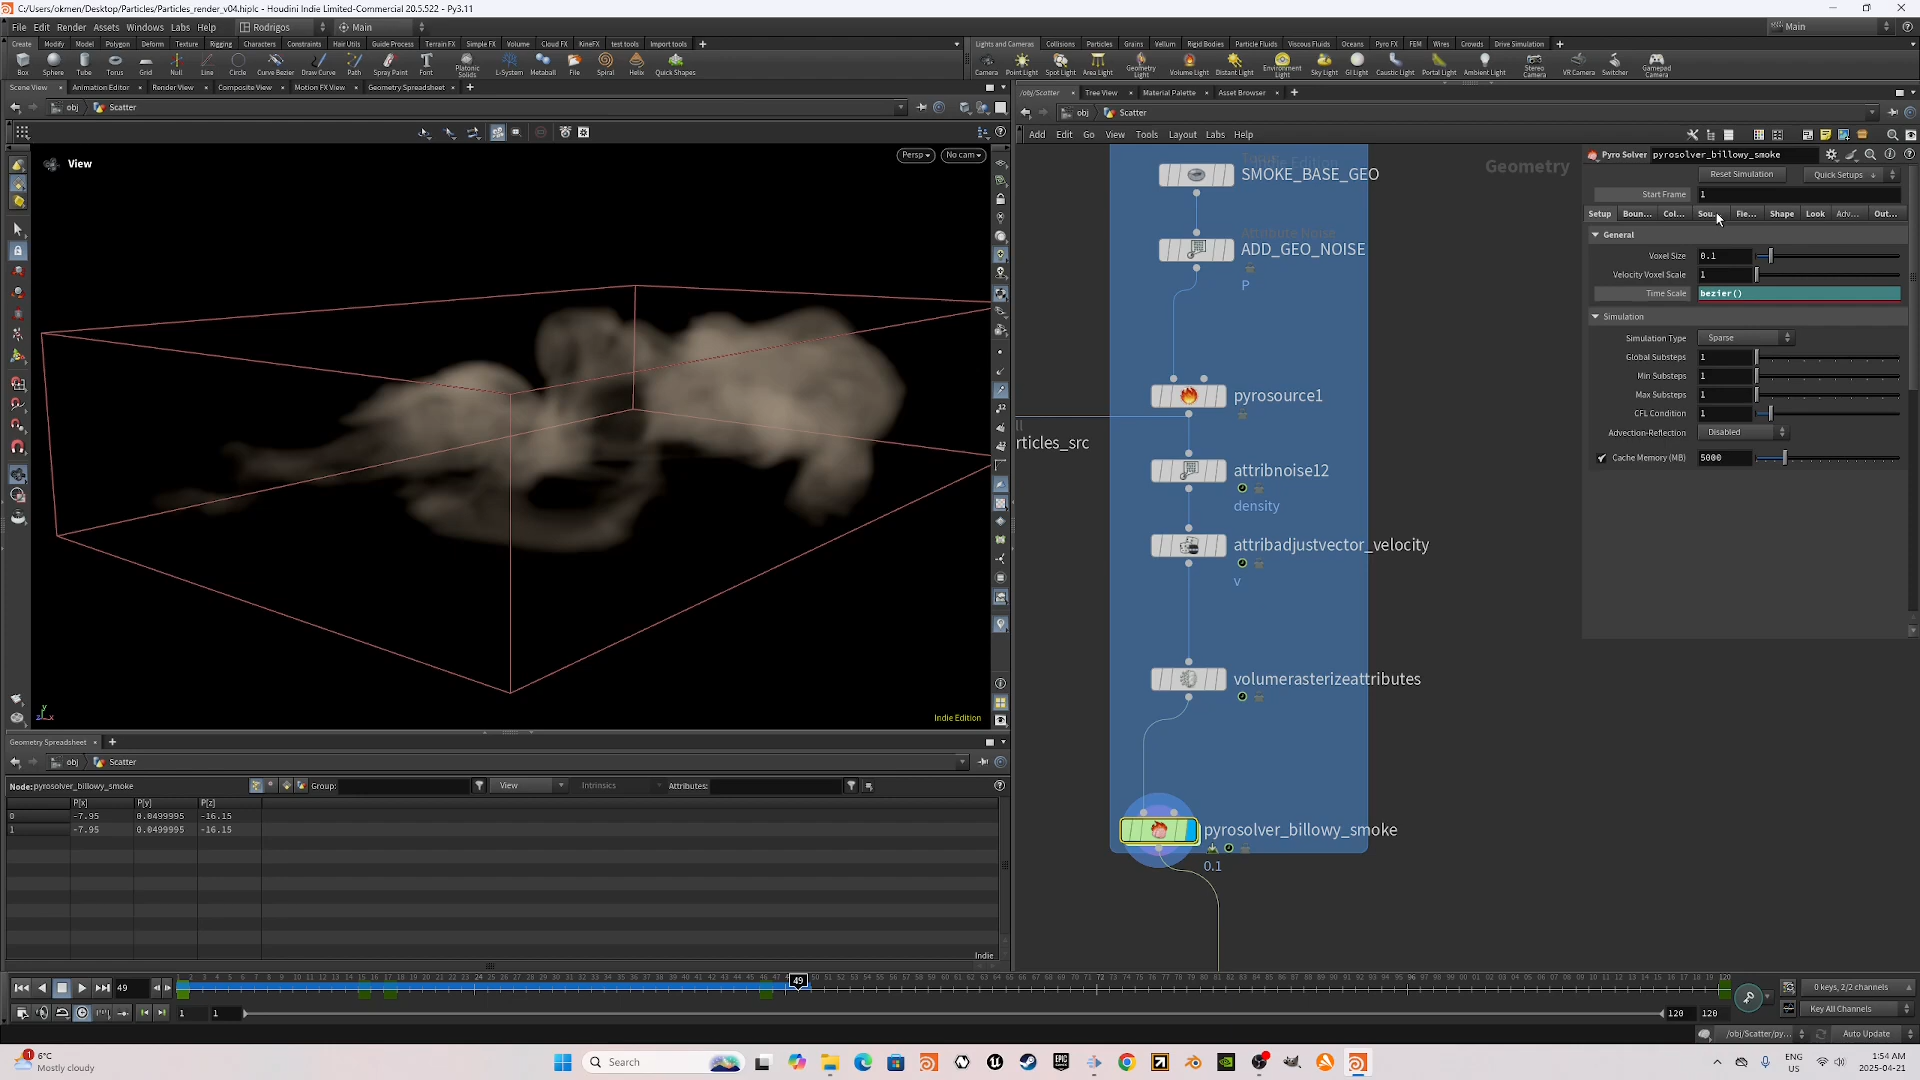 C:/Users/okmen/Desktop/Particles/Particles_render_v04.hiplc - Houdini Indie Limited-Commercial 20.5.522 - Py3.11
File Edit Render Assets Windows Labs Help Rodrigos Main Main
Create Modify Model Polygon Deform Texture Rigging Characters Constraints Hair Utils Guide Process Terrain FX Simple FX Volume Cloud FX KineFX test tools Import tools
Box Sphere Tube Torus Grid Null Line Circle Curve Bezier Draw Curve Path Spray Paint Font Platonic Solids L-System Metaball File Spiral Helix Quick Shapes
Lights and Cameras Collisions Particles Grains Vellum Rigid Bodies Particle Fluids Viscous Fluids Oceans Pyro FX FEM Wires Crowds Drive Simulation
Camera Point Light Spot Light Area Light Geometry Light Volume Light Distant Light Environment Light Sky Light GI Light Caustic Light Portal Light Ambient Light Stereo Camera VR Camera Switcher Gamepad Camera
Scene View Animation Editor Render View Composite View Motion FX View Geometry Spreadsheet
obj Scatter
View
Persp No cam
Indie Edition
/obj/Scatter Tree View Material Palette Asset Browser
obj Scatter
Add Edit Go View Tools Layout Labs Help
Indie Edition
Geometry
SMOKE_BASE_GEO
Attribute Noise
ADD_GEO_NOISE
P
pyrosource1
rticles_src
attribnoise12
density
attribadjustvector_velocity
v
volumerasterizeattributes
pyrosolver_billowy_smoke
0.1
Pyro Solver pyrosolver_billowy_smoke
Reset Simulation Quick Setups
Start Frame 1
Setup Boun... Col... Sou... Fie... Shape Look Adv... Out...
General
Voxel Size 0.1
Velocity Voxel Scale 1
Time Scale bezier()
Simulation
Simulation Type Sparse
Global Substeps 1
Min Substeps 1
Max Substeps 1
CFL Condition 1
Advection-Reflection Disabled
Cache Memory (MB) 5000
Geometry Spreadsheet
obj Scatter
Node: pyrosolver_billowy_smoke Group: View Intrinsics Attributes:
P[x] P[y] P[z]
0 -7.95 0.0499995 -16.15
1 -7.95 0.0499995 -16.15
Indie
49
49
24 72 96 120
1 1 120 120
0 keys, 2/2 channels
Key All Channels
/obj/Scatter/py... Auto Update
1
6°C
Mostly cloudy
Search
ENG
US
1:54 AM
2025-04-21